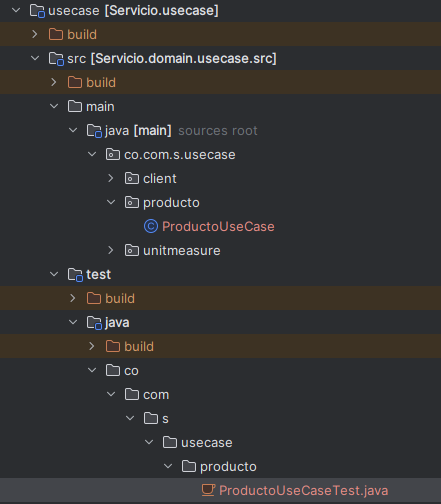 usecase [Servicio.usecase]
build
src [Servicio.domain.usecase.src]
build
main
java [main] sources root
co.com.s.usecase
client
producto
ProductoUseCase
unitmeasure
test
build
java
build
co
com
s
usecase
producto
ProductoUseCaseTest.java